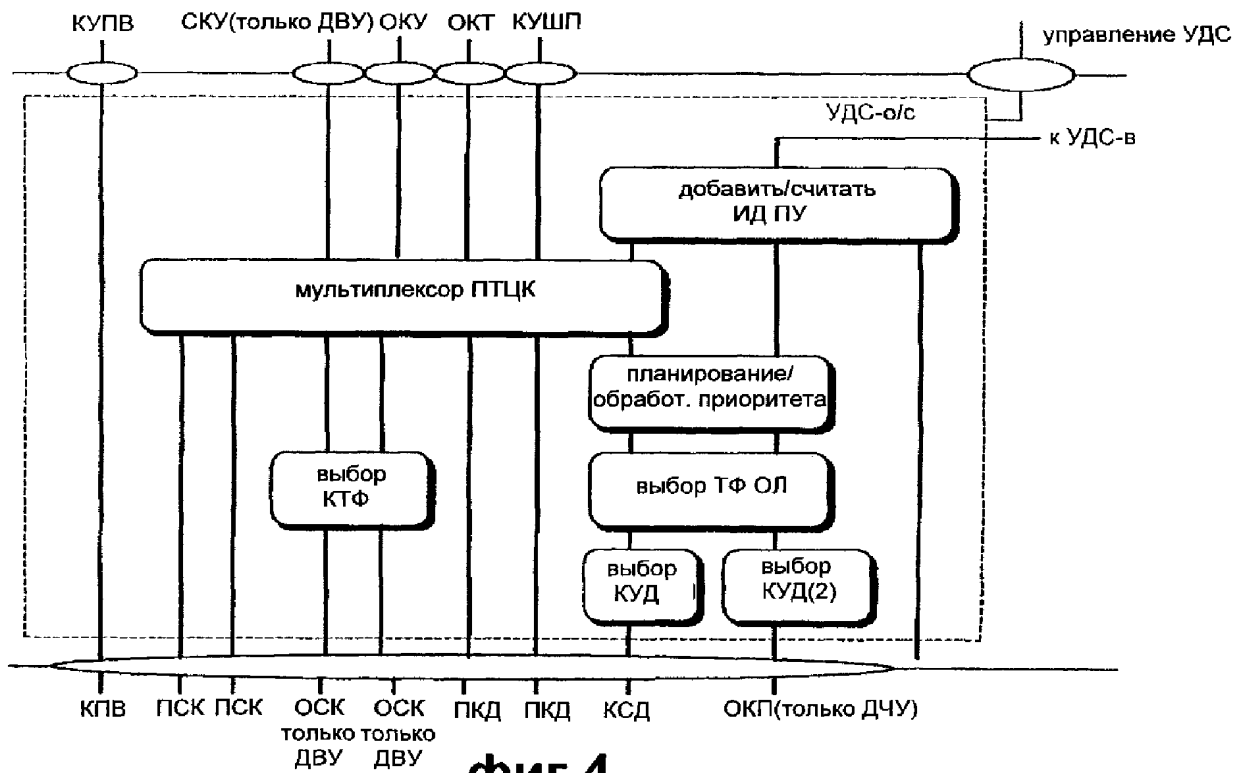 КУПВ СКУ(только ДВУ) ОКУ ОКТ КУШП
управление УДС
УДС-о/с
к УДС-в
добавить/считать
ИД ПУ
мультиплексор ПТЦК
планирование/
обработ. приоритета
выбор
КТФ
выбор ТФ ОЛ
выбор
КУД
выбор
КУД(2)
КПВ ПСК ПСК ОСК ОСК ПКД ПКД КСД ОКП(только ДЧУ)
только только
ДВУ ДВУ
фиг.4